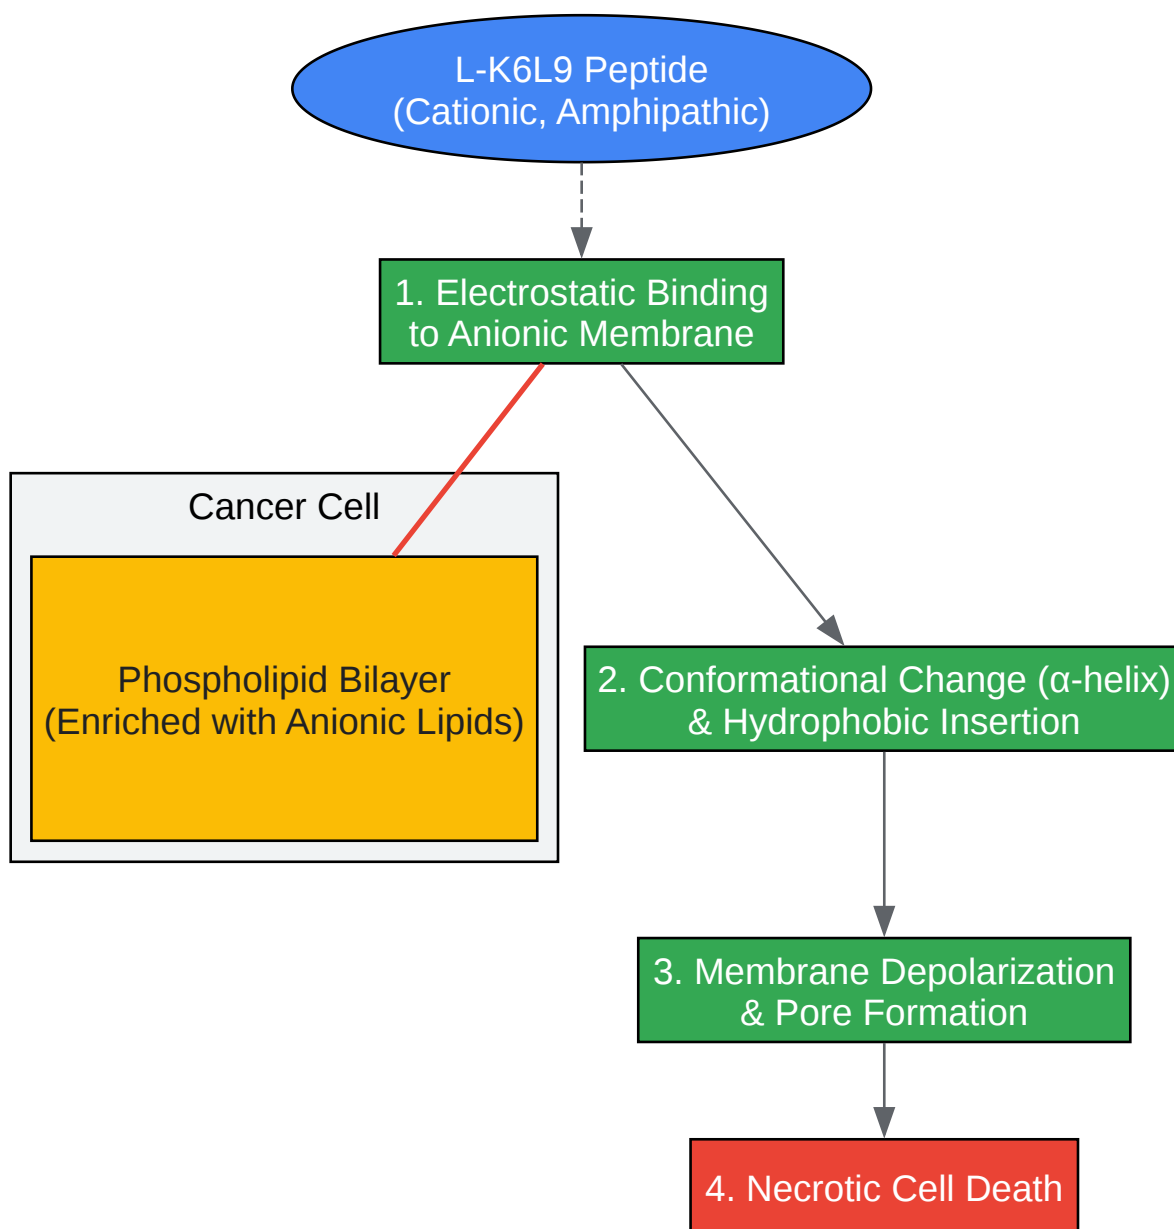 L-K6L9 Peptide
(Cationic, Amphipathic)
1. Electrostatic Binding
to Anionic Membrane
Cancer Cell
Phospholipid Bilayer
(Enriched with Anionic Lipids)
2. Conformational Change (α-helix)
& Hydrophobic Insertion
3. Membrane Depolarization
& Pore Formation
4. Necrotic Cell Death